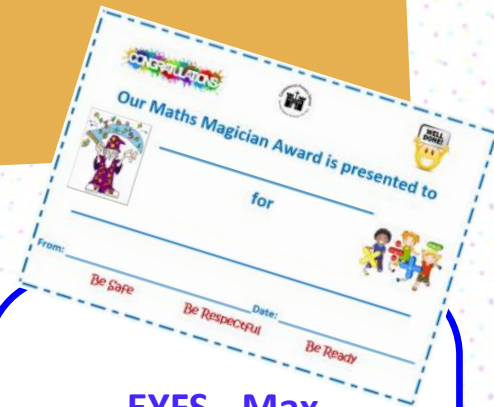 CONGRATULATIONS
WELL DONE!
Our Maths Magician Award is presented to
for
From:
Date:
Be Safe
Be Respectful
Be Ready
EYFS - Max